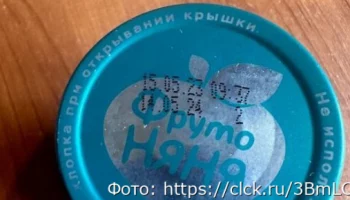 хлопка при открывании крышки.
Не испол
15.05.23 09:37
14.05.24 2
Фруто
НЯНЯ
Фото: https://clck.ru/3BmLC